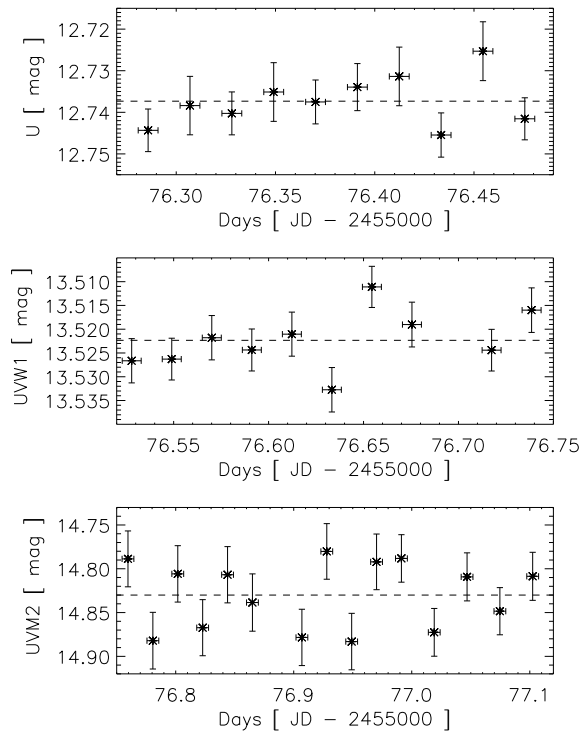 12.72
12.73
12.74
12.75
U [ mag ]
76.30 76.35 76.40 76.45
Days [ JD − 2455000 ]
13.510
13.515
13.520
13.525
13.530
13.535
UVW1 [ mag ]
76.55 76.60 76.65 76.70 76.75
Days [ JD − 2455000 ]
14.75
14.80
14.85
14.90
UVM2 [ mag ]
76.8 76.9 77.0 77.1
Days [ JD − 2455000 ]